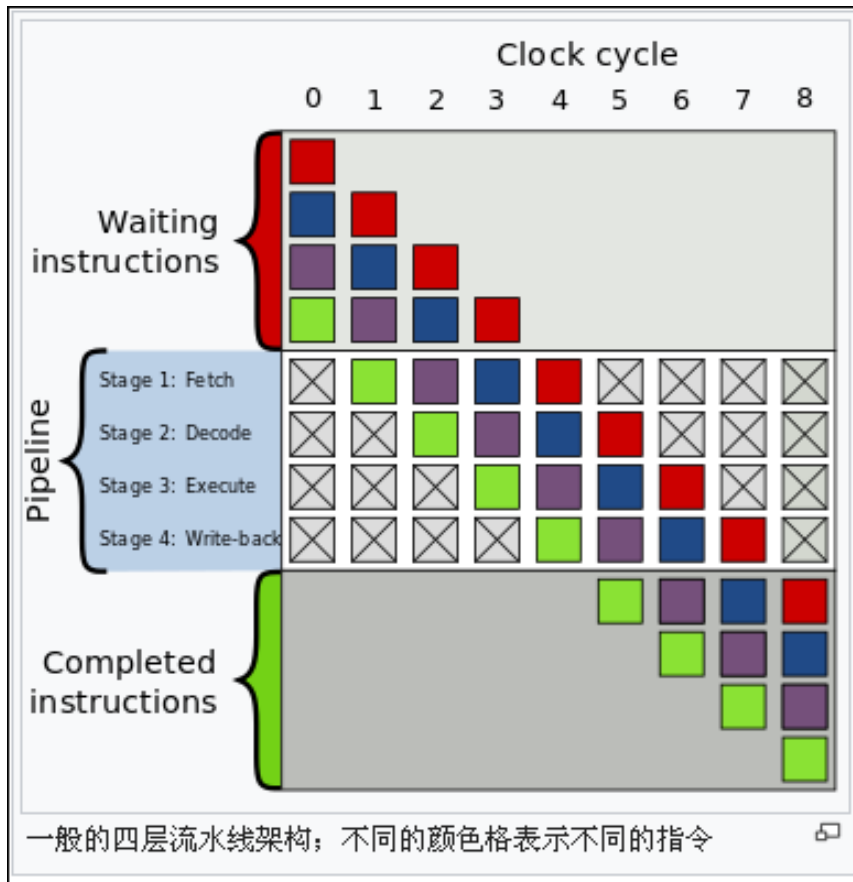 Clock cycle
0 1 2 3 4 5 6 7 8
Waiting
instructions
Pipeline
Stage 1: Fetch
Stage 2: Decode
Stage 3: Execute
Stage 4: Write-back
Completed
instructions
一般的四层流水线架构；不同的颜色格表示不同的指令